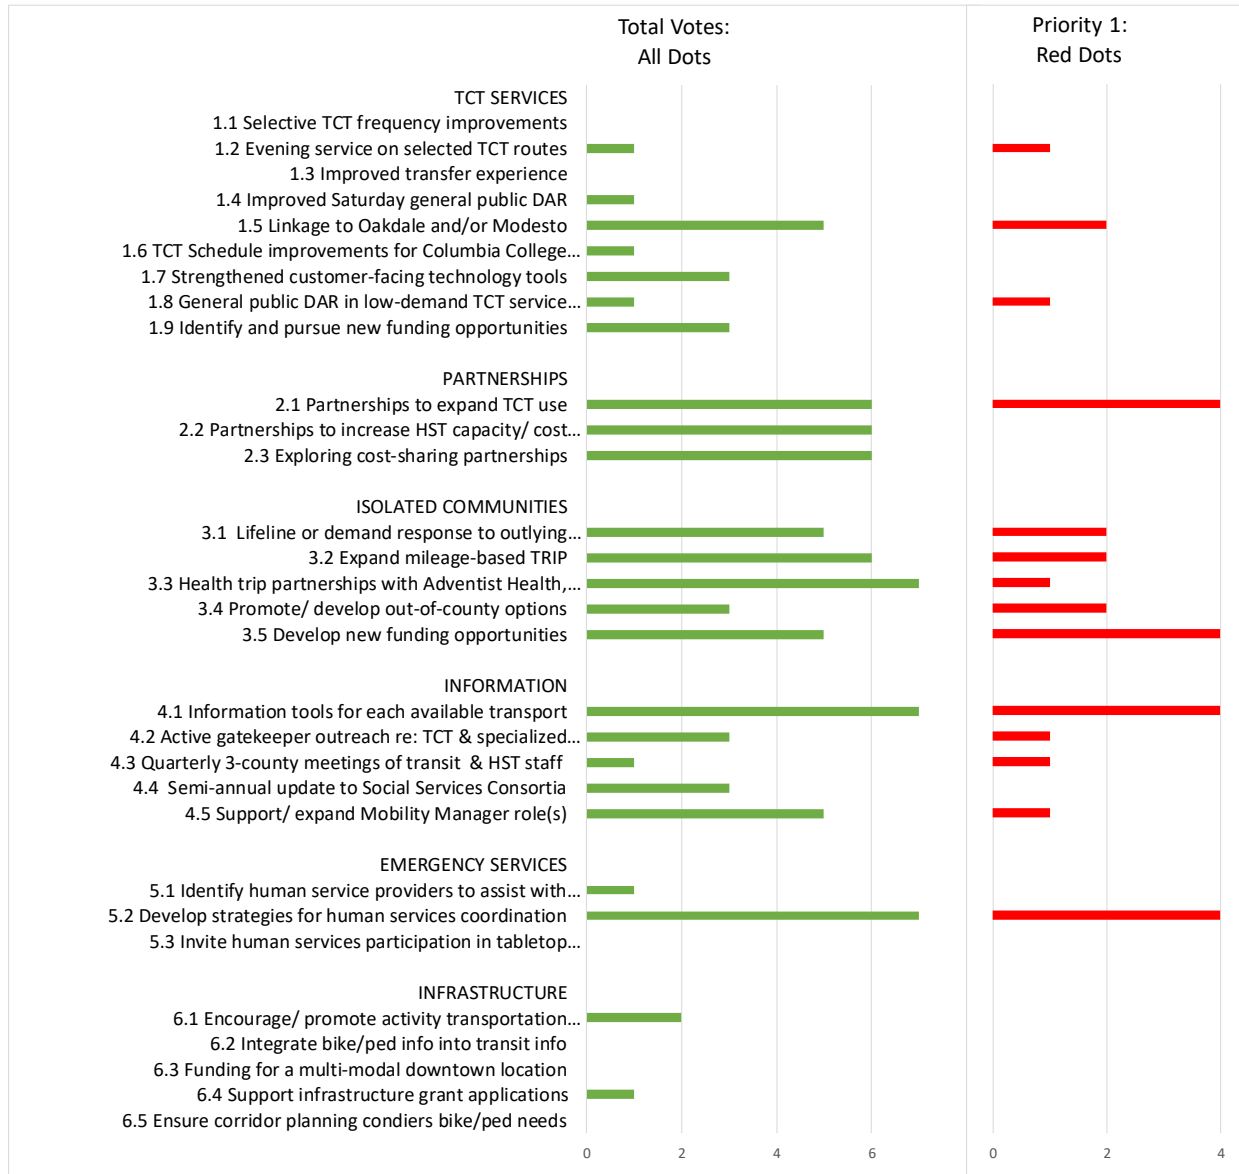 Total Votes:
All Dots
Priority 1:
Red Dots
TCT SERVICES
1.1 Selective TCT frequency improvements
1.2 Evening service on selected TCT routes
1.3 Improved transfer experience
1.4 Improved Saturday general public DAR
1.5 Linkage to Oakdale and/or Modesto
1.6 TCT Schedule improvements for Columbia College...
1.7 Strengthened customer-facing technology tools
1.8 General public DAR in low-demand TCT service...
1.9 Identify and pursue new funding opportunities
PARTNERSHIPS
2.1 Partnerships to expand TCT use
2.2 Partnerships to increase HST capacity/ cost...
2.3 Exploring cost-sharing partnerships
ISOLATED COMMUNITIES
3.1  Lifeline or demand response to outlying...
3.2 Expand mileage-based TRIP
3.3 Health trip partnerships with Adventist Health,...
3.4 Promote/ develop out-of-county options
3.5 Develop new funding opportunities
INFORMATION
4.1 Information tools for each available transport
4.2 Active gatekeeper outreach re: TCT & specialized...
4.3 Quarterly 3-county meetings of transit  & HST staff
4.4  Semi-annual update to Social Services Consortia
4.5 Support/ expand Mobility Manager role(s)
EMERGENCY SERVICES
5.1 Identify human service providers to assist with...
5.2 Develop strategies for human services coordination
5.3 Invite human services participation in tabletop...
INFRASTRUCTURE
6.1 Encourage/ promote activity transportation...
6.2 Integrate bike/ped info into transit info
6.3 Funding for a multi-modal downtown location
6.4 Support infrastructure grant applications
6.5 Ensure corridor planning condiers bike/ped needs
0 2 4 6
0 2 4